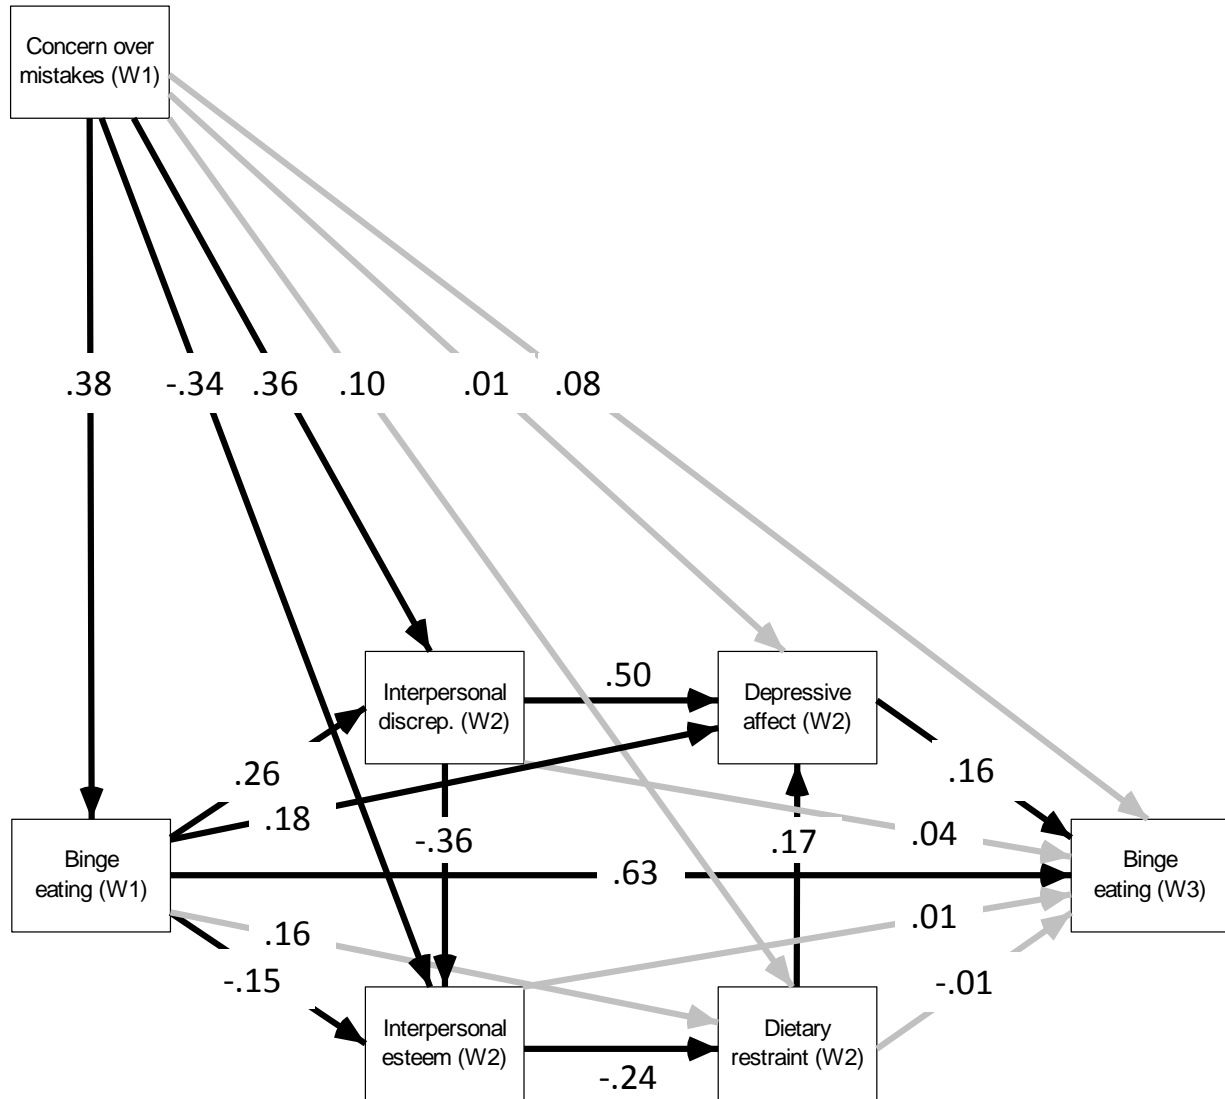 Concern over
mistakes (W1)
.38
-.34
.36
.10
.01
.08
Interpersonal
discrep. (W2)
.50
Depressive
affect (W2)
.26
.18
-.36
.17
.16
.04
Binge
eating (W1)
.63
Binge
eating (W3)
.16
-.15
.01
-.01
Interpersonal
esteem (W2)
-.24
Dietary
restraint (W2)